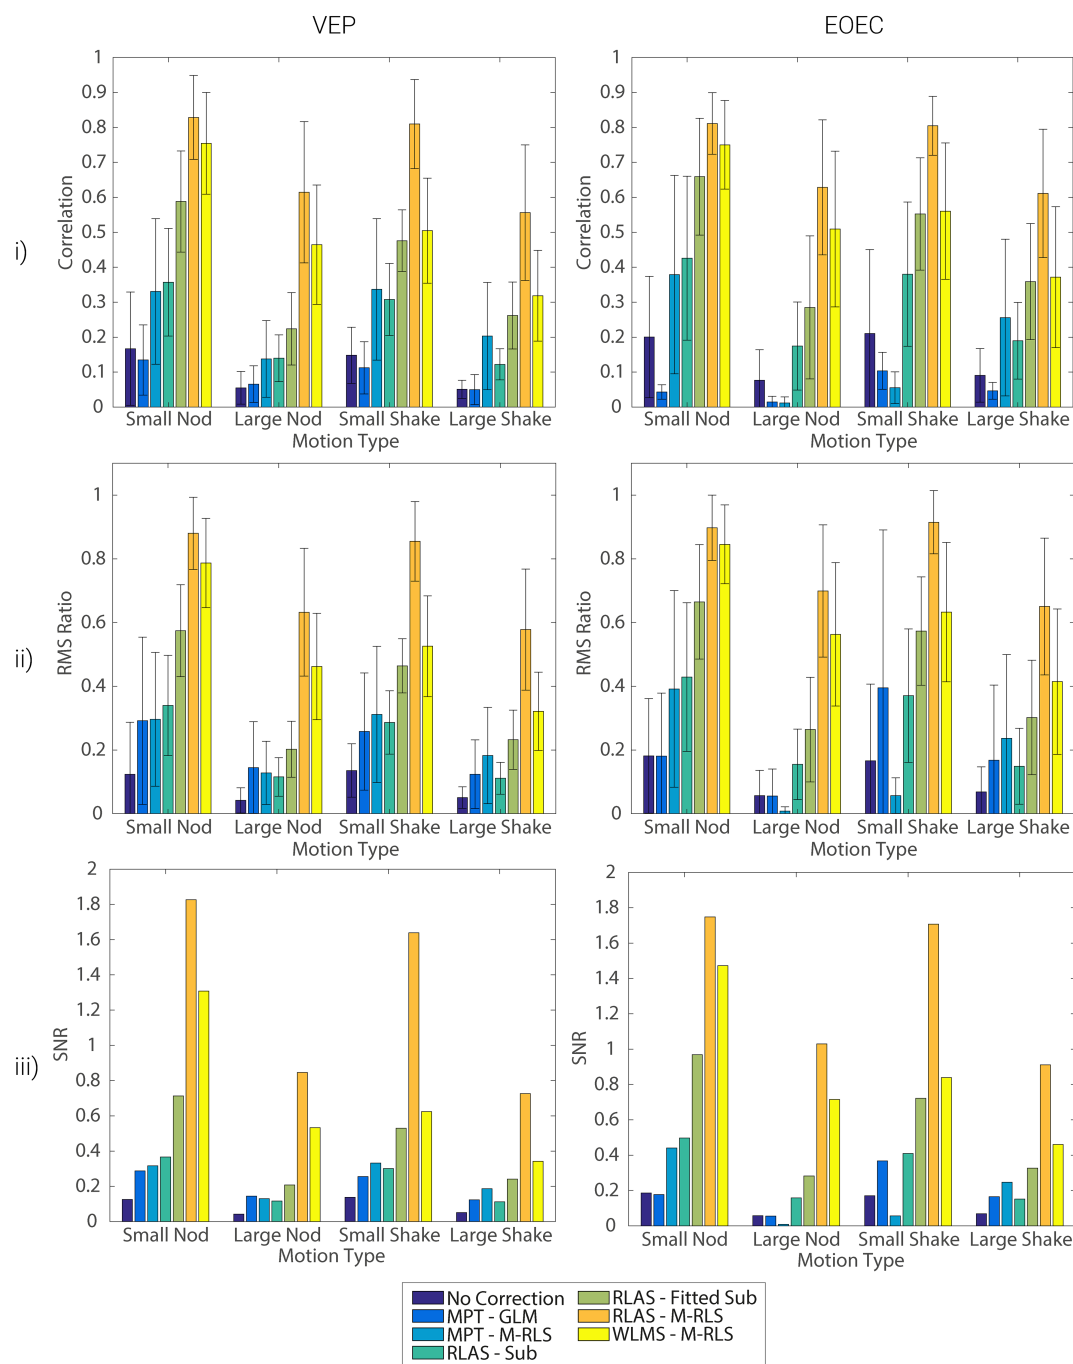 VEP
EOEC
i)
Correlation
1
0.9
0.8
0.7
0.6
0.5
0.4
0.3
0.2
0.1
0
Small Nod Large Nod Small Shake Large Shake
Motion Type
Correlation
1
0.9
0.8
0.7
0.6
0.5
0.4
0.3
0.2
0.1
0
Small Nod Large Nod Small Shake Large Shake
Motion Type
ii)
RMS Ratio
1
0.8
0.6
0.4
0.2
0
Small Nod Large Nod Small Shake Large Shake
Motion Type
RMS Ratio
1
0.8
0.6
0.4
0.2
0
Small Nod Large Nod Small Shake Large Shake
Motion Type
iii)
SNR
2
1.8
1.6
1.4
1.2
1
0.8
0.6
0.4
0.2
0
Small Nod Large Nod Small Shake Large Shake
Motion Type
SNR
2
1.8
1.6
1.4
1.2
1
0.8
0.6
0.4
0.2
0
Small Nod Large Nod Small Shake Large Shake
Motion Type
No Correction
MPT - GLM
MPT - M-RLS
RLAS - Sub
RLAS - Fitted Sub
RLAS - M-RLS
WLMS - M-RLS